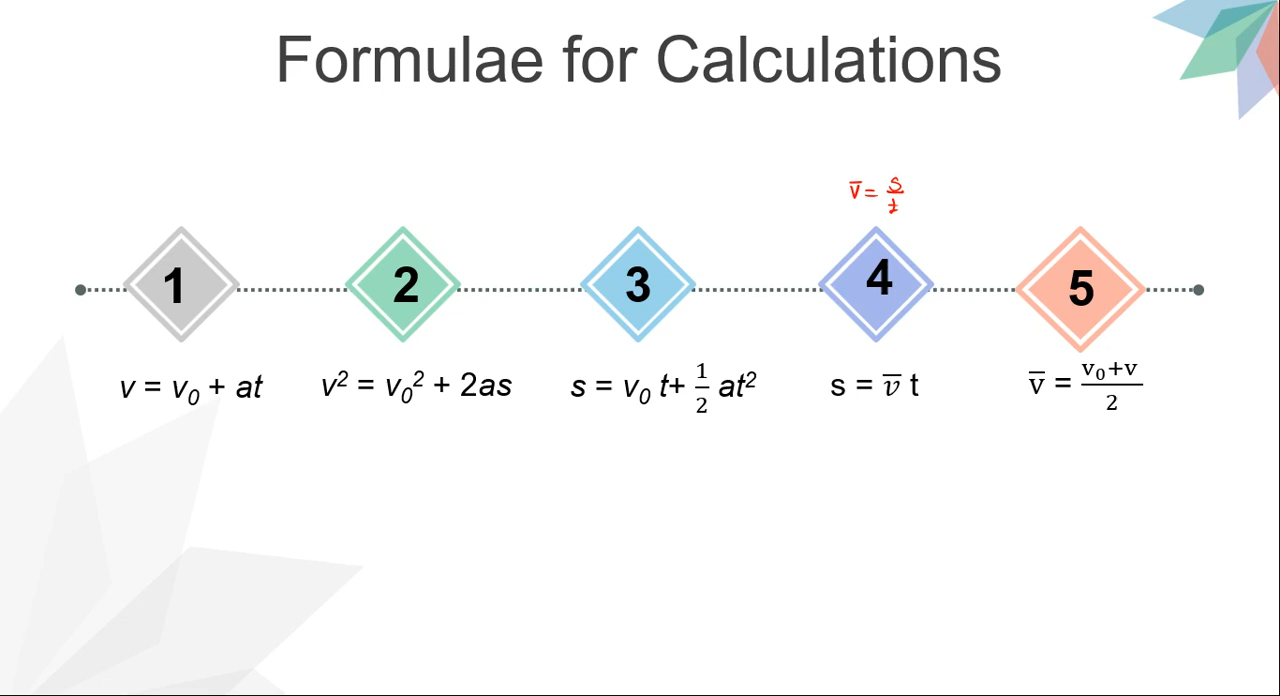 Formulae for Calculations
v̅ = s/t
1 2 3 4 5
v = v₀ + at v² = v₀² + 2as s = v₀ t+ 1/2 at² s = v̅ t v̅ = (v₀+v)/2